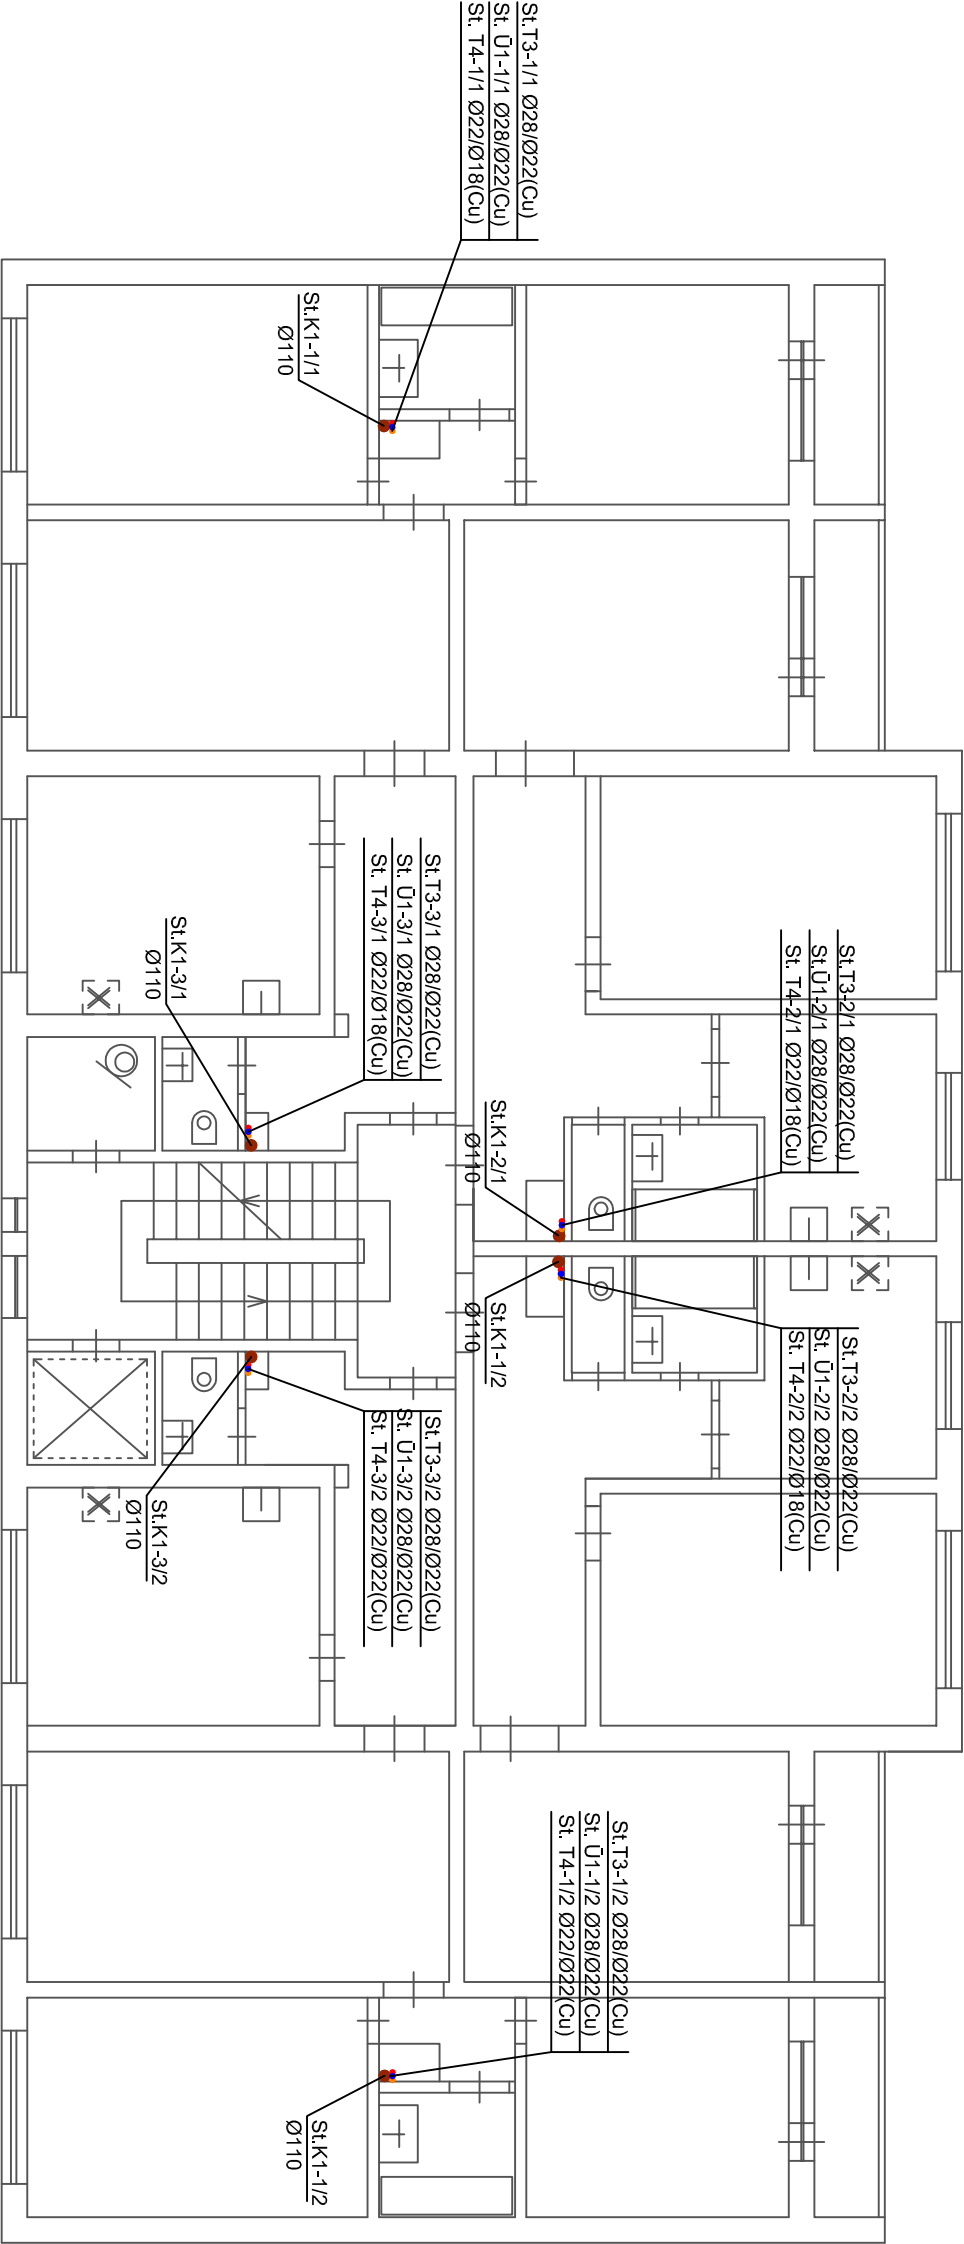 St.T3-1/1 Ø28/Ø22(Cu)
St. Ū1-1/1 Ø28/Ø22(Cu)
St. T4-1/1 Ø22/Ø18(Cu)
St.K1-1/1
Ø110
St.T3-3/1 Ø28/Ø22(Cu)
St. Ū1-3/1 Ø28/Ø22(Cu)
St. T4-3/1 Ø22/Ø18(Cu)
St.K1-3/1
Ø110
St.T3-2/1 Ø28/Ø22(Cu)
St.Ū1-2/1 Ø28/Ø22(Cu)
St. T4-2/1 Ø22/Ø18(Cu)
St.K1-2/1
Ø110
St.K1-1/2
Ø110
St.T3-2/2 Ø28/Ø22(Cu)
St. Ū1-2/2 Ø28/Ø22(Cu)
St. T4-2/2 Ø22/Ø18(Cu)
St.T3-3/2 Ø28/Ø22(Cu)
St. Ū1-3/2 Ø28/Ø22(Cu)
St. T4-3/2 Ø22/Ø22(Cu)
St.K1-3/2
Ø110
St.T3-1/2 Ø28/Ø22(Cu)
St. Ū1-1/2 Ø28/Ø22(Cu)
St. T4-1/2 Ø22/Ø22(Cu)
St.K1-1/2
Ø110